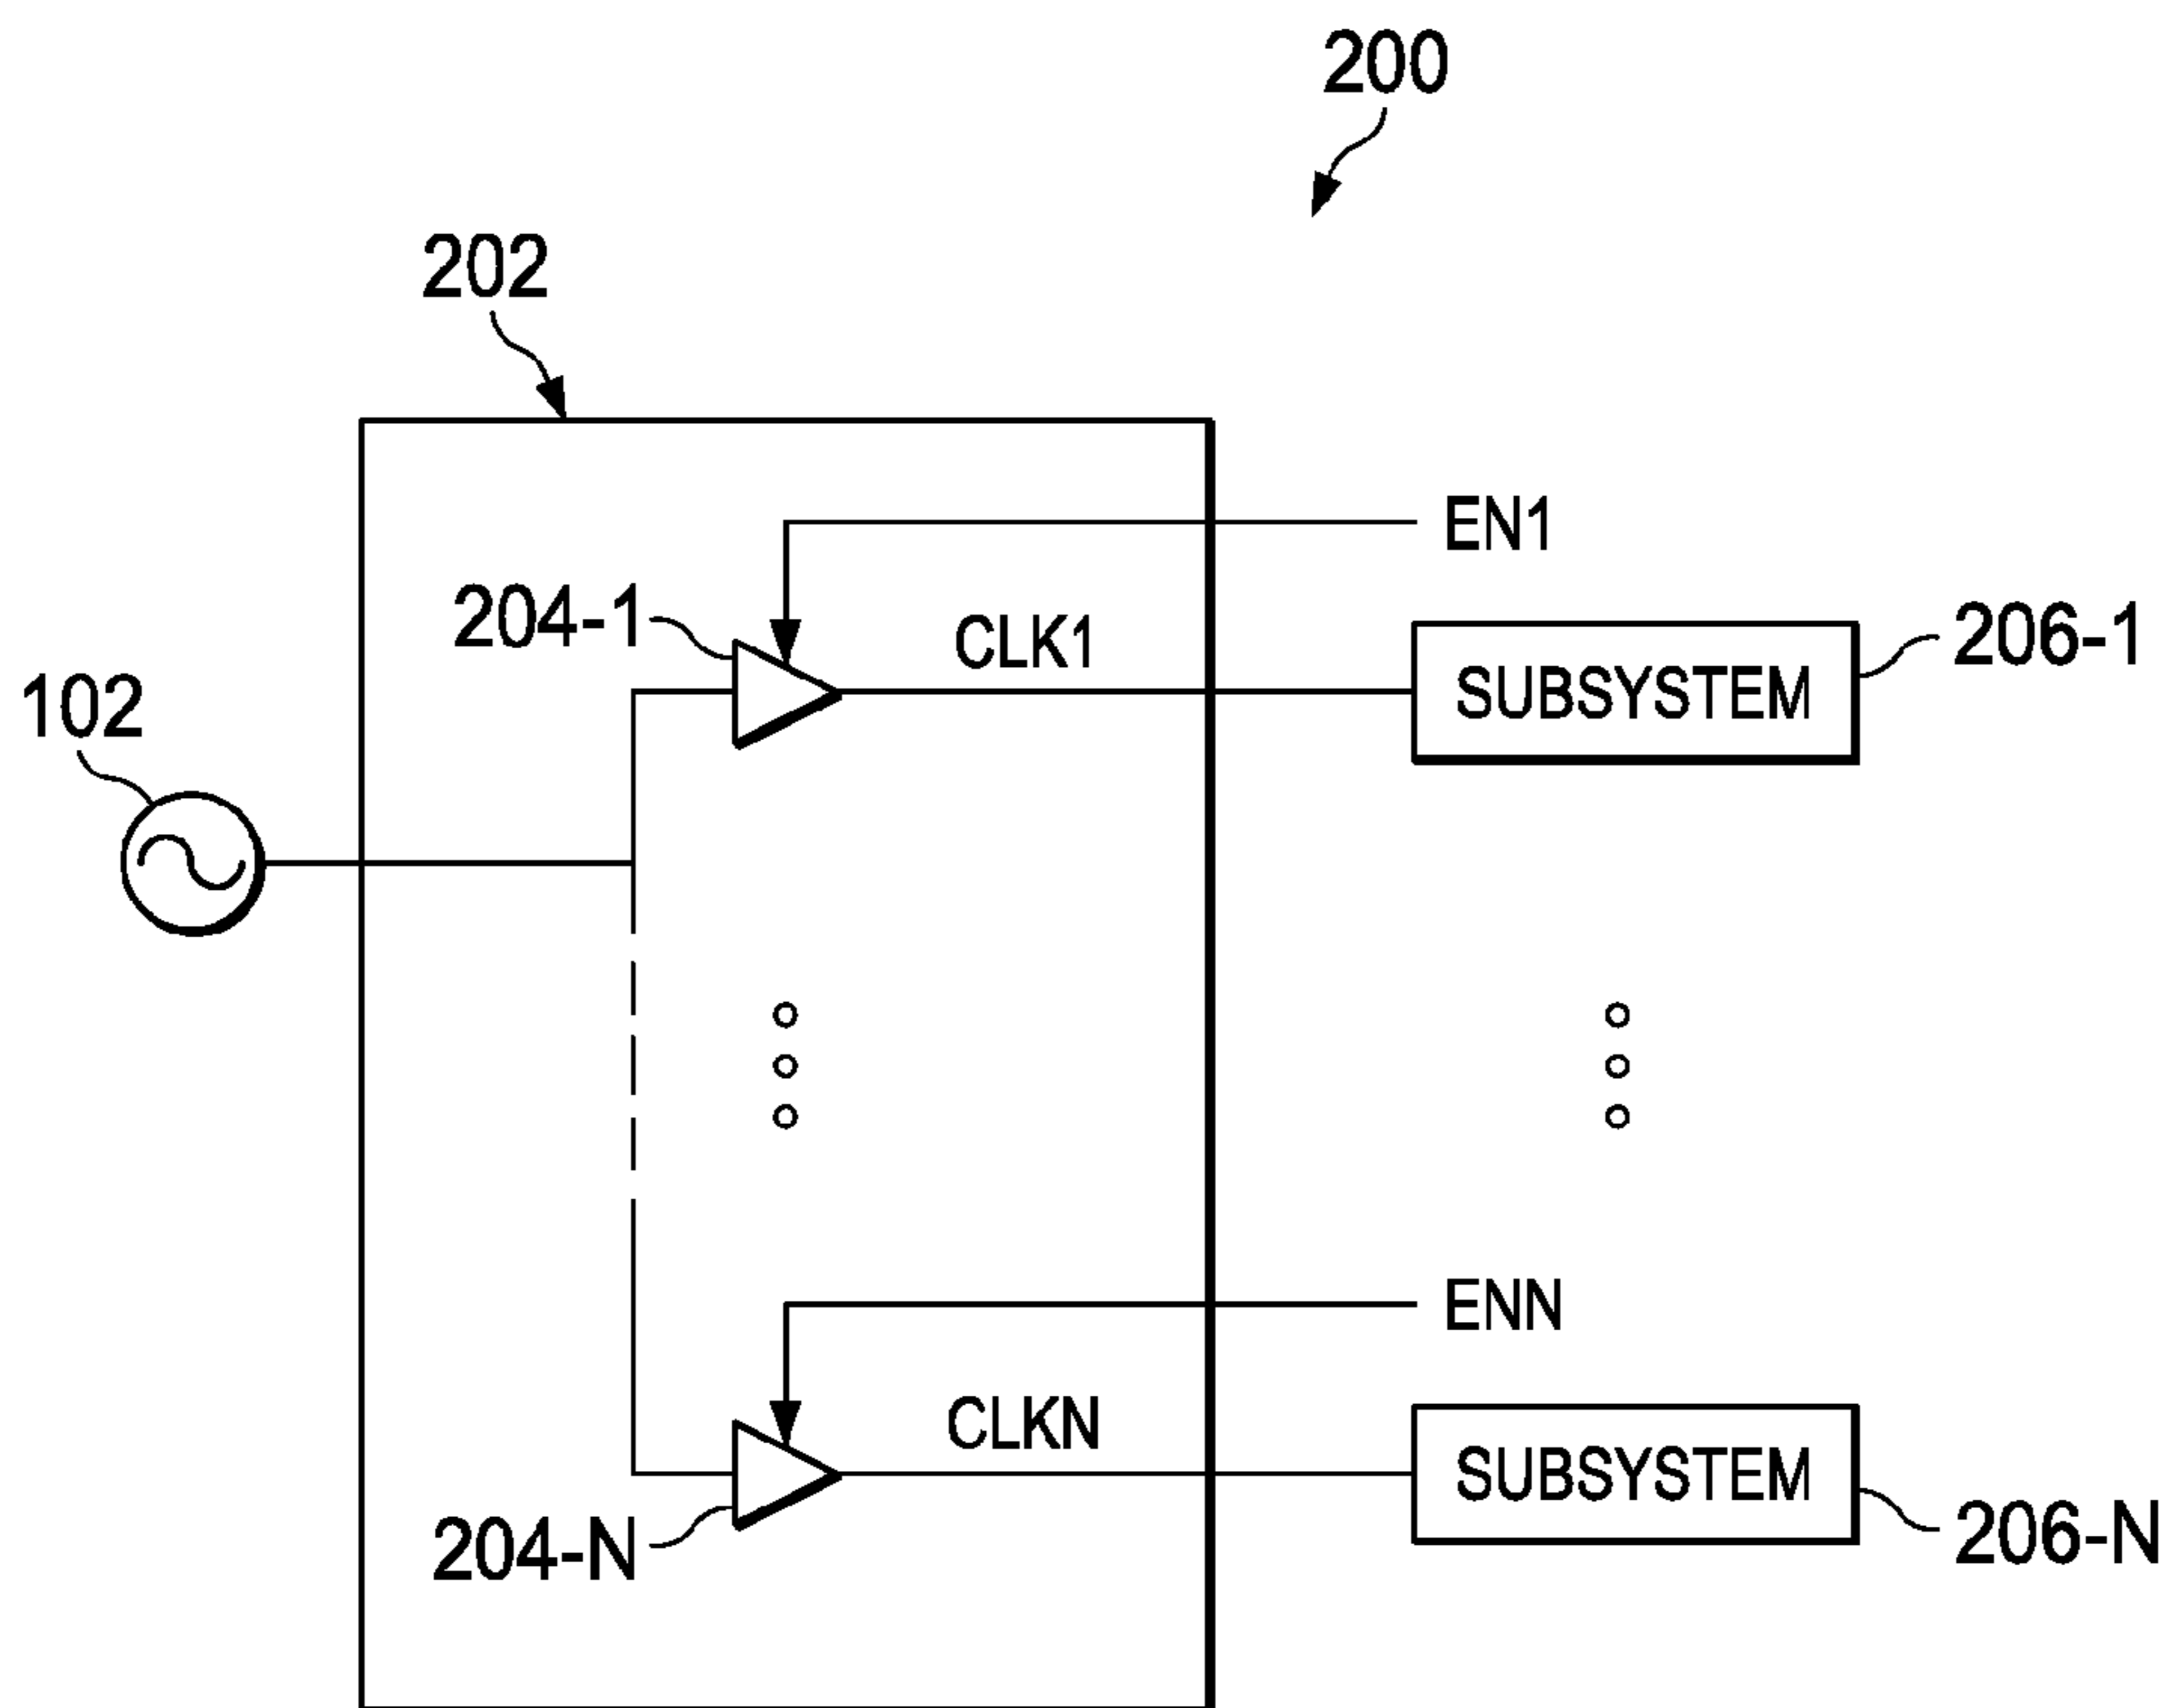 200
202
EN1
204-1
CLK1
206-1
SUBSYSTEM
102
ENN
CLKN
SUBSYSTEM
204-N
206-N